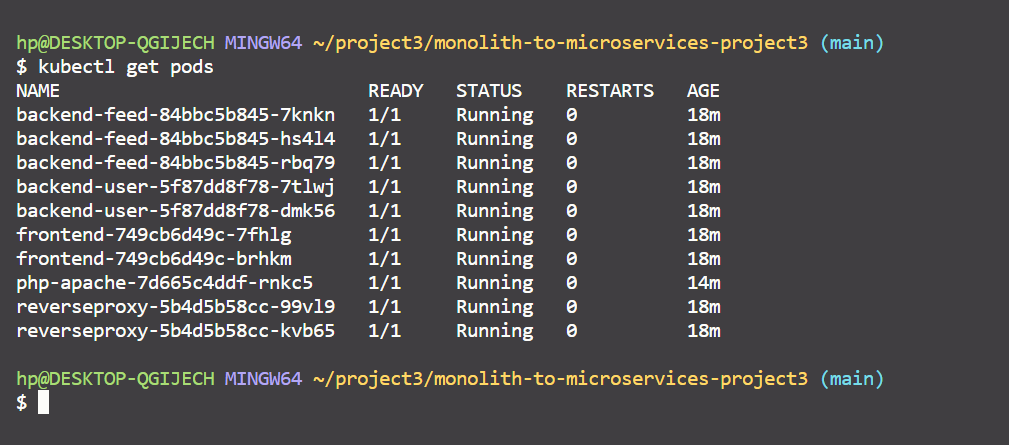 hp@DESKTOP-QGIJECH MINGW64 ~/project3/monolith-to-microservices-project3 (main)
$ kubectl get pods
NAME READY STATUS RESTARTS AGE
backend-feed-84bbc5b845-7knkn 1/1 Running 0 18m
backend-feed-84bbc5b845-hs4l4 1/1 Running 0 18m
backend-feed-84bbc5b845-rbq79 1/1 Running 0 18m
backend-user-5f87dd8f78-7tlwj 1/1 Running 0 18m
backend-user-5f87dd8f78-dmk56 1/1 Running 0 18m
frontend-749cb6d49c-7fhlg 1/1 Running 0 18m
frontend-749cb6d49c-brhkm 1/1 Running 0 18m
php-apache-7d665c4ddf-rnkc5 1/1 Running 0 14m
reverseproxy-5b4d5b58cc-99vl9 1/1 Running 0 18m
reverseproxy-5b4d5b58cc-kvb65 1/1 Running 0 18m
hp@DESKTOP-QGIJECH MINGW64 ~/project3/monolith-to-microservices-project3 (main)
$